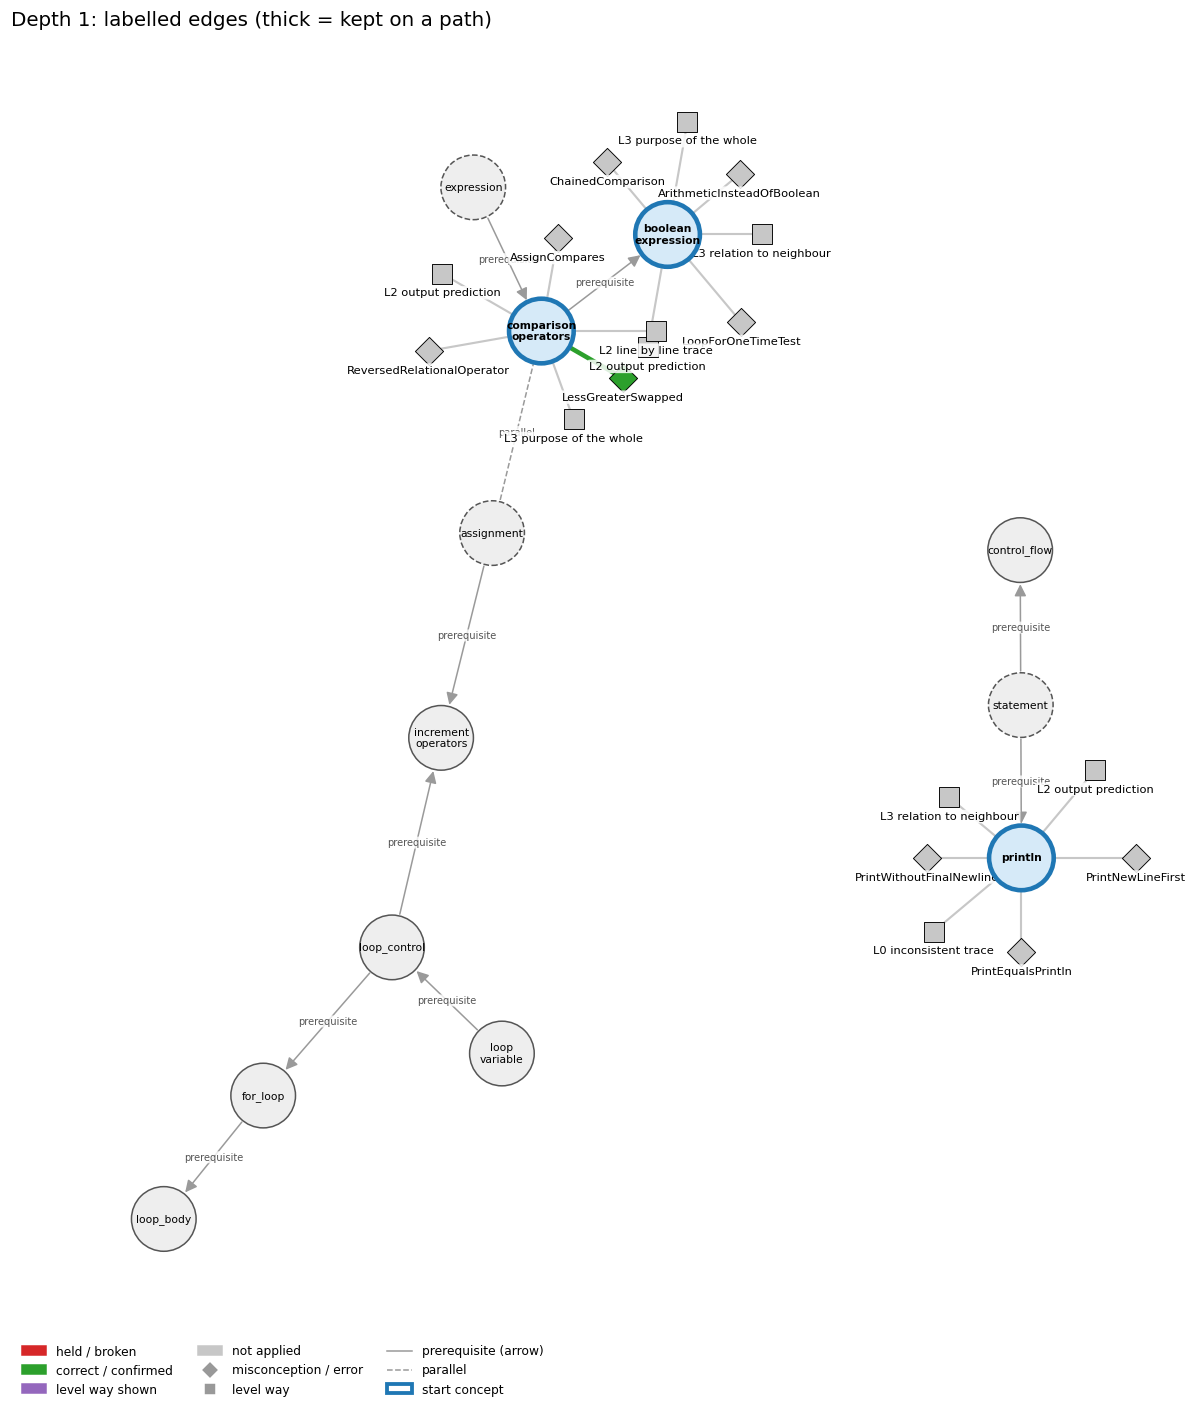 Depth 1: labelled edges (thick = kept on a path)
L3 purpose of the whole
ChainedComparison
ArithmeticInsteadOfBoolean
expression
boolean
expression
L3 relation to neighbour
AssignCompares
prerequisite
L2 output prediction
comparison
operators
LoopForOneTimeTest
L2 line by line trace
L2 output prediction
ReversedRelationalOperator
LessGreaterSwapped
parallel
L3 purpose of the whole
assignment
control_flow
prerequisite
prerequisite
statement
increment
operators
prerequisite
L2 output prediction
L3 relation to neighbour
prerequisite
println
PrintWithoutFinalNewline
PrintNewLineFirst
L0 inconsistent trace
PrintEqualsPrintln
loop_control
prerequisite
prerequisite
loop
variable
for_loop
prerequisite
loop_body
held / broken
correct / confirmed
level way shown
not applied
misconception / error
level way
prerequisite (arrow)
parallel
start concept